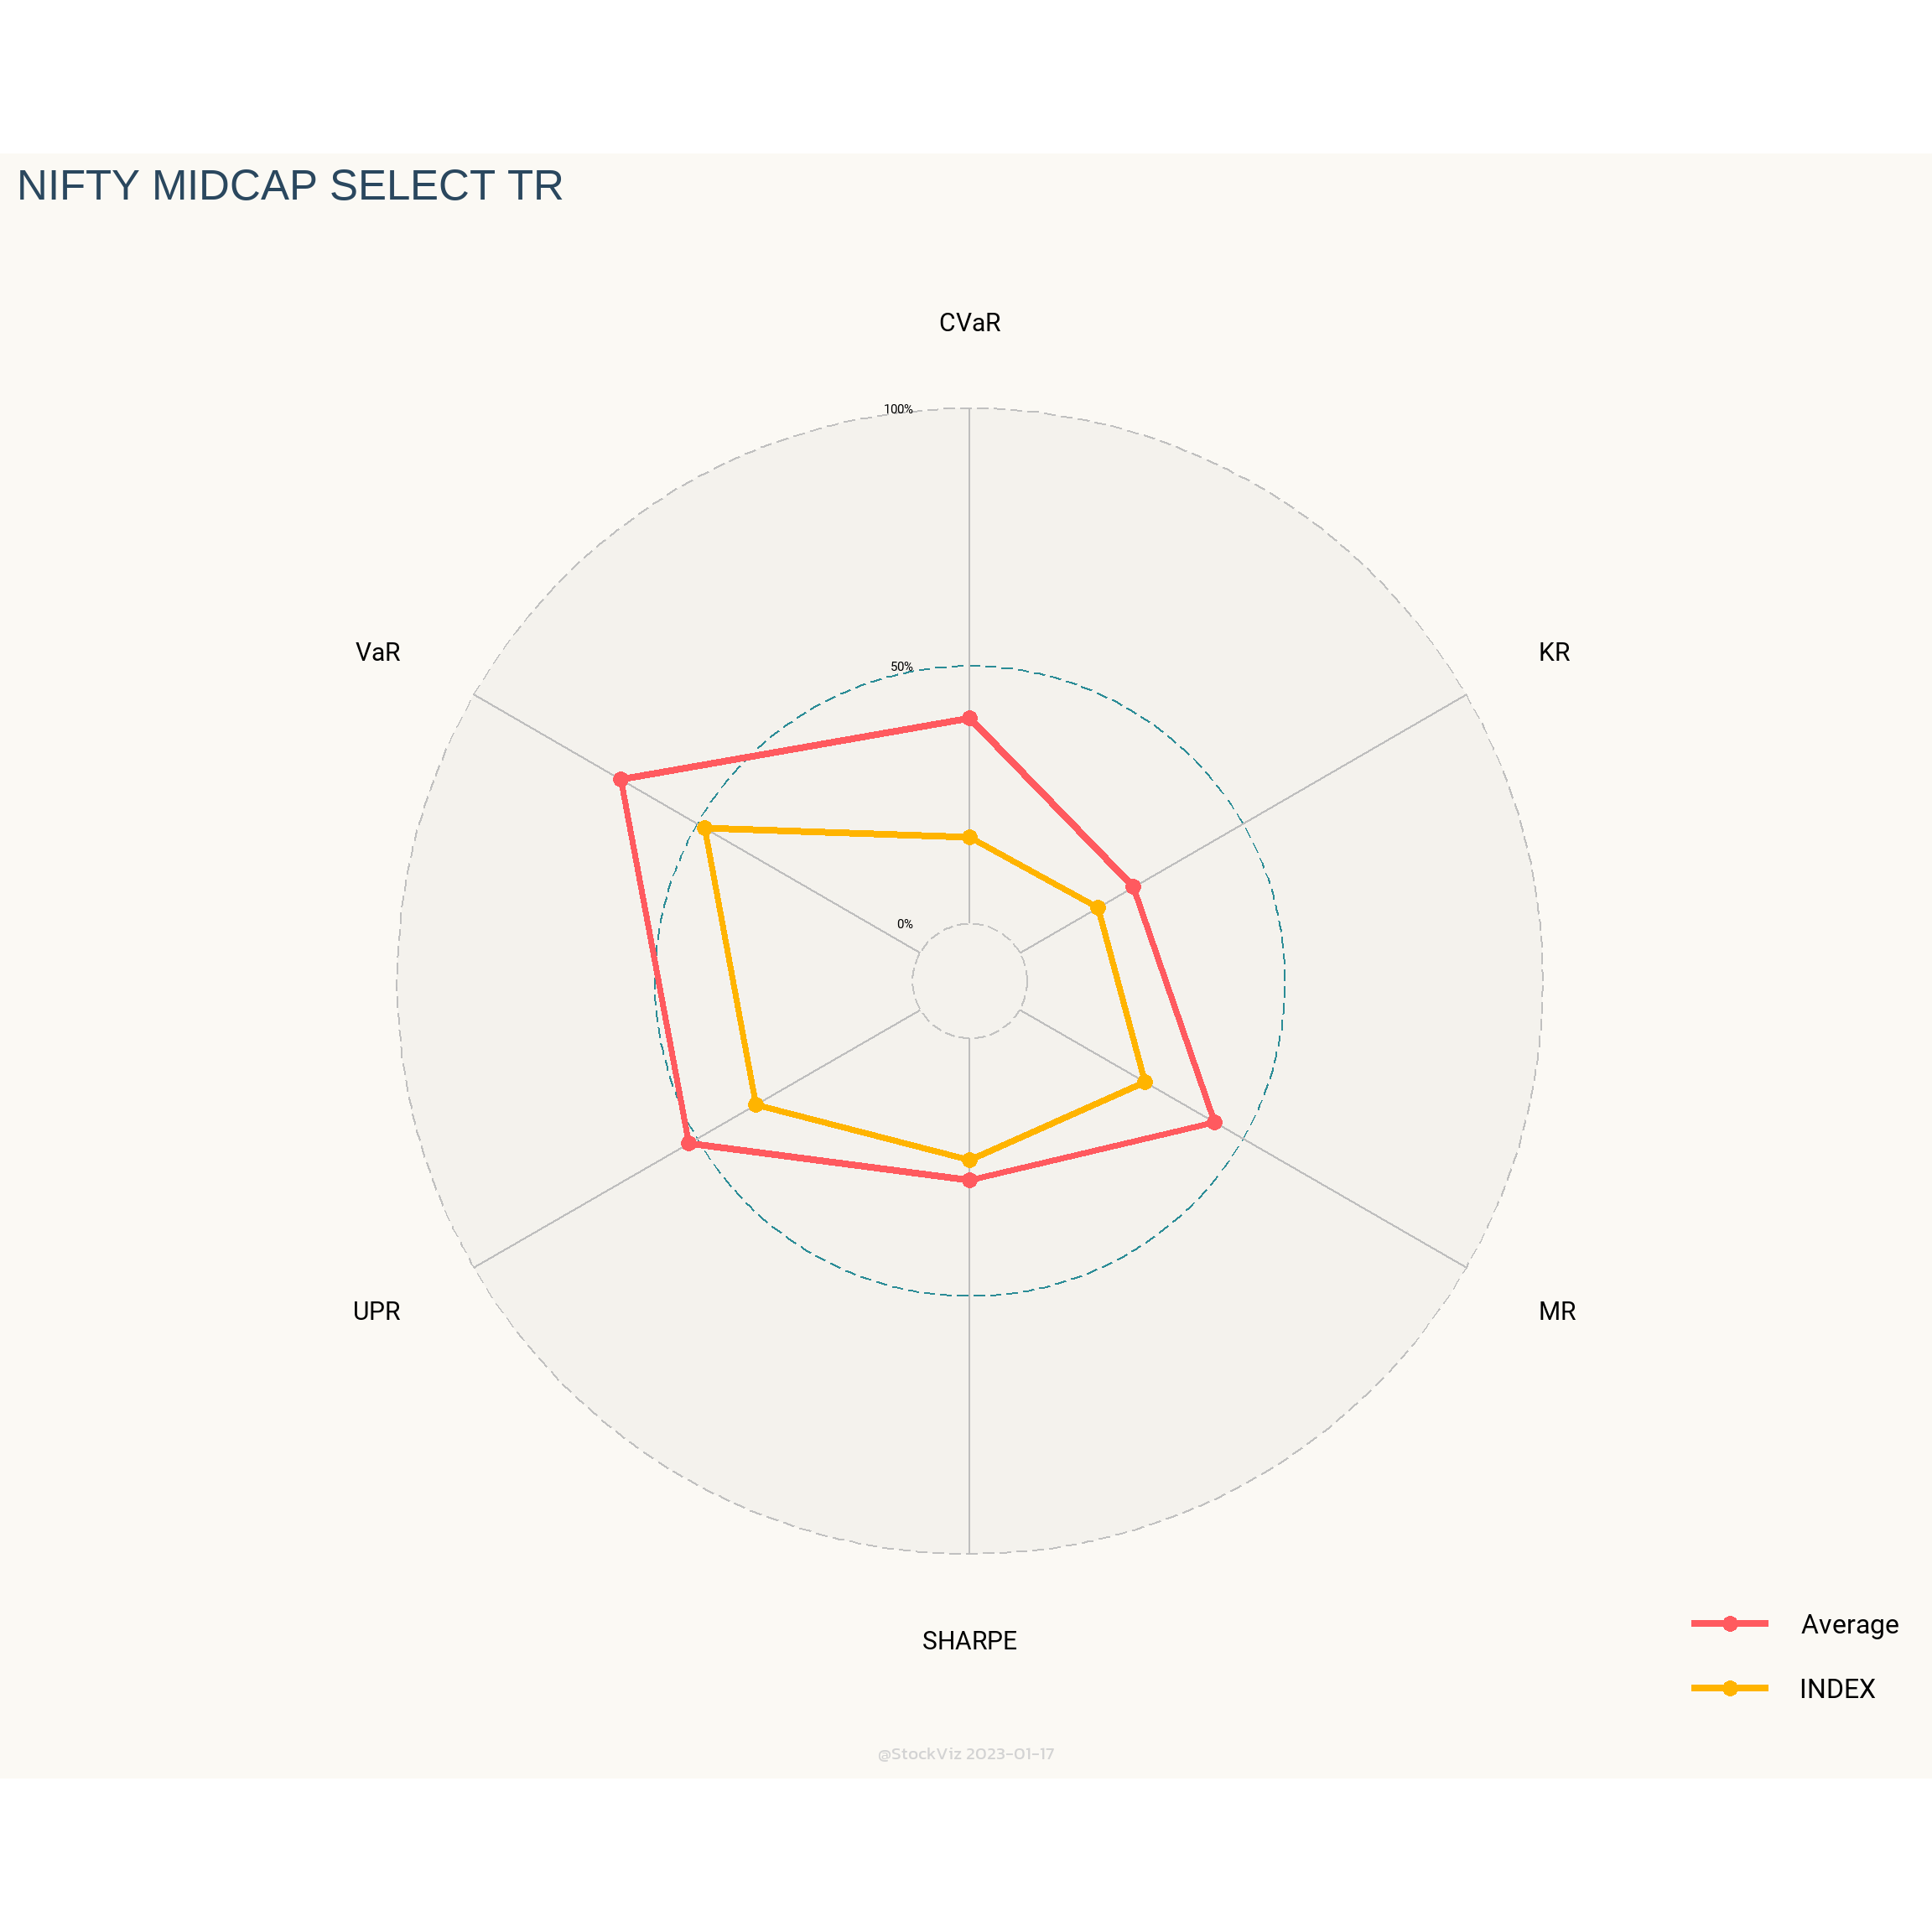 NIFTY MIDCAP SELECT TR
CVaR
100%
VaR
KR
50%
0%
UPR
MR
SHARPE
Average
INDEX
@StockViz 2023-01-17